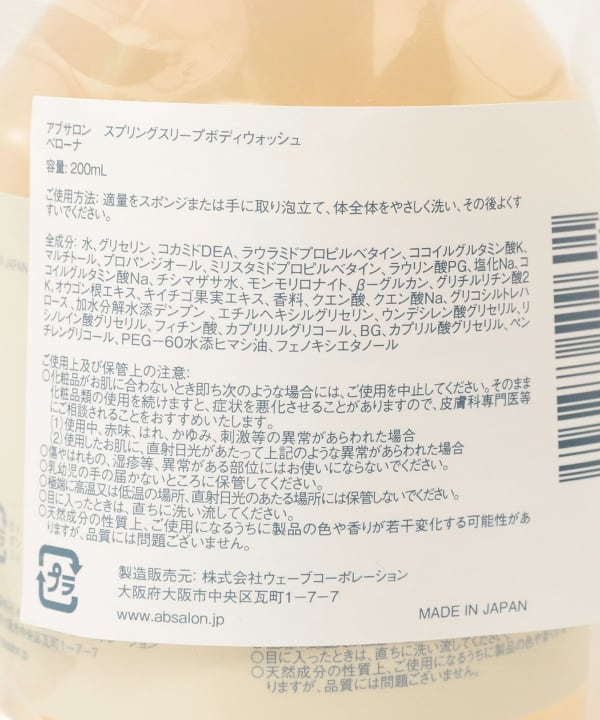 アブサロン　スプリングスリープボディウォッシュ
ベローナ
容量: 200mL
ご使用方法: 適量をスポンジまたは手に取り泡立て、体全体をやさしく洗い、その後よくす
すいでください。
全成分: 水、グリセリン、コカミドDEA、ラウラミドプロピルベタイン、ココイルグルタミン酸K、
マルチトール、プロパンジオール、ミリスタミドプロピルベタイン、ラウリン酸PG、塩化Na、コ
コイルグルタミン酸Na、チシマザサ水、モンモリロナイト、β－グルカン、グリチルリチン酸2
K、オウゴン根エキス、キイチゴ果実エキス、香料、クエン酸、クエン酸Na、グリコシルトレハ
ロース、加水分解水添デンプン、エチルヘキシルグリセリン、ウンデシレン酸グリセリル、リ
シノレイン酸グリセリル、フィチン酸、カプリリルグリコール、BG、カプリル酸グリセリル、ペン
チレングリコール、PEG－60水添ヒマシ油、フェノキシエタノール
ご使用上及び保管上の注意:
○化粧品がお肌に合わないとき即ち次のような場合には、ご使用を中止してください。そのまま
化粧品類の使用を続けますと、症状を悪化させることがありますので、皮膚科専門医等
にご相談されることをおすすめいたします。
(1)使用中、赤味、はれ、かゆみ、刺激等の異常があらわれた場合
(2)使用したお肌に、直射日光があたって上記のような異常があらわれた場合
○傷やはれもの、湿疹等、異常がある部位にはお使いにならないでください。
○乳幼児の手の届かないところに保管してください。
○極端に高温又は低温の場所、直射日光のあたる場所には保管しないでください。
○目に入ったときは、直ちに洗い流してください。
○天然成分の性質上、ご使用になるうちに製品の色や香りが若干変化する可能性があ
りますが、品質には問題ございません。
プラ
製造販売元: 株式会社ウェーブコーポレーション
大阪府大阪市中央区瓦町1－7－7
www.absalon.jp
MADE IN JAPAN
N JAPAN
市中央区瓦町1－7－7
○目に入ったときは、直ちに洗い流してください。
○天然成分の性質上、ご使用になるうちに製品の色や香り
りますが、品質には問題ございません。